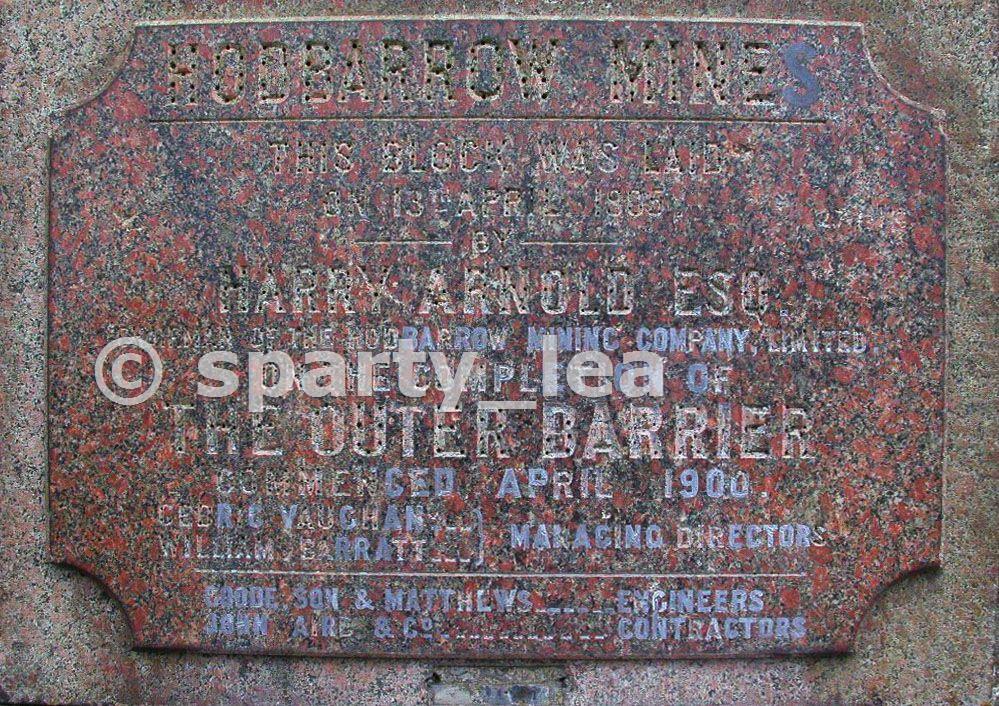 HODBARROW MINES
THIS BLOCK WAS LAID
ON 13TH APRIL 1905
BY
HARRY ARNOLD ESQ.
CHAIRMAN OF THE HODBARROW MINING COMPANY, LIMITED.
ON THE COMPLETION OF
© sparty_lea
THE OUTER BARRIER
COMMENCED APRIL 1900.
CEDRIC VAUGHAN
WILLIAM BARRATT } MANAGING DIRECTORS
COODE, SON & MATTHEWS ENGINEERS
JOHN AIRD & CO. CONTRACTORS